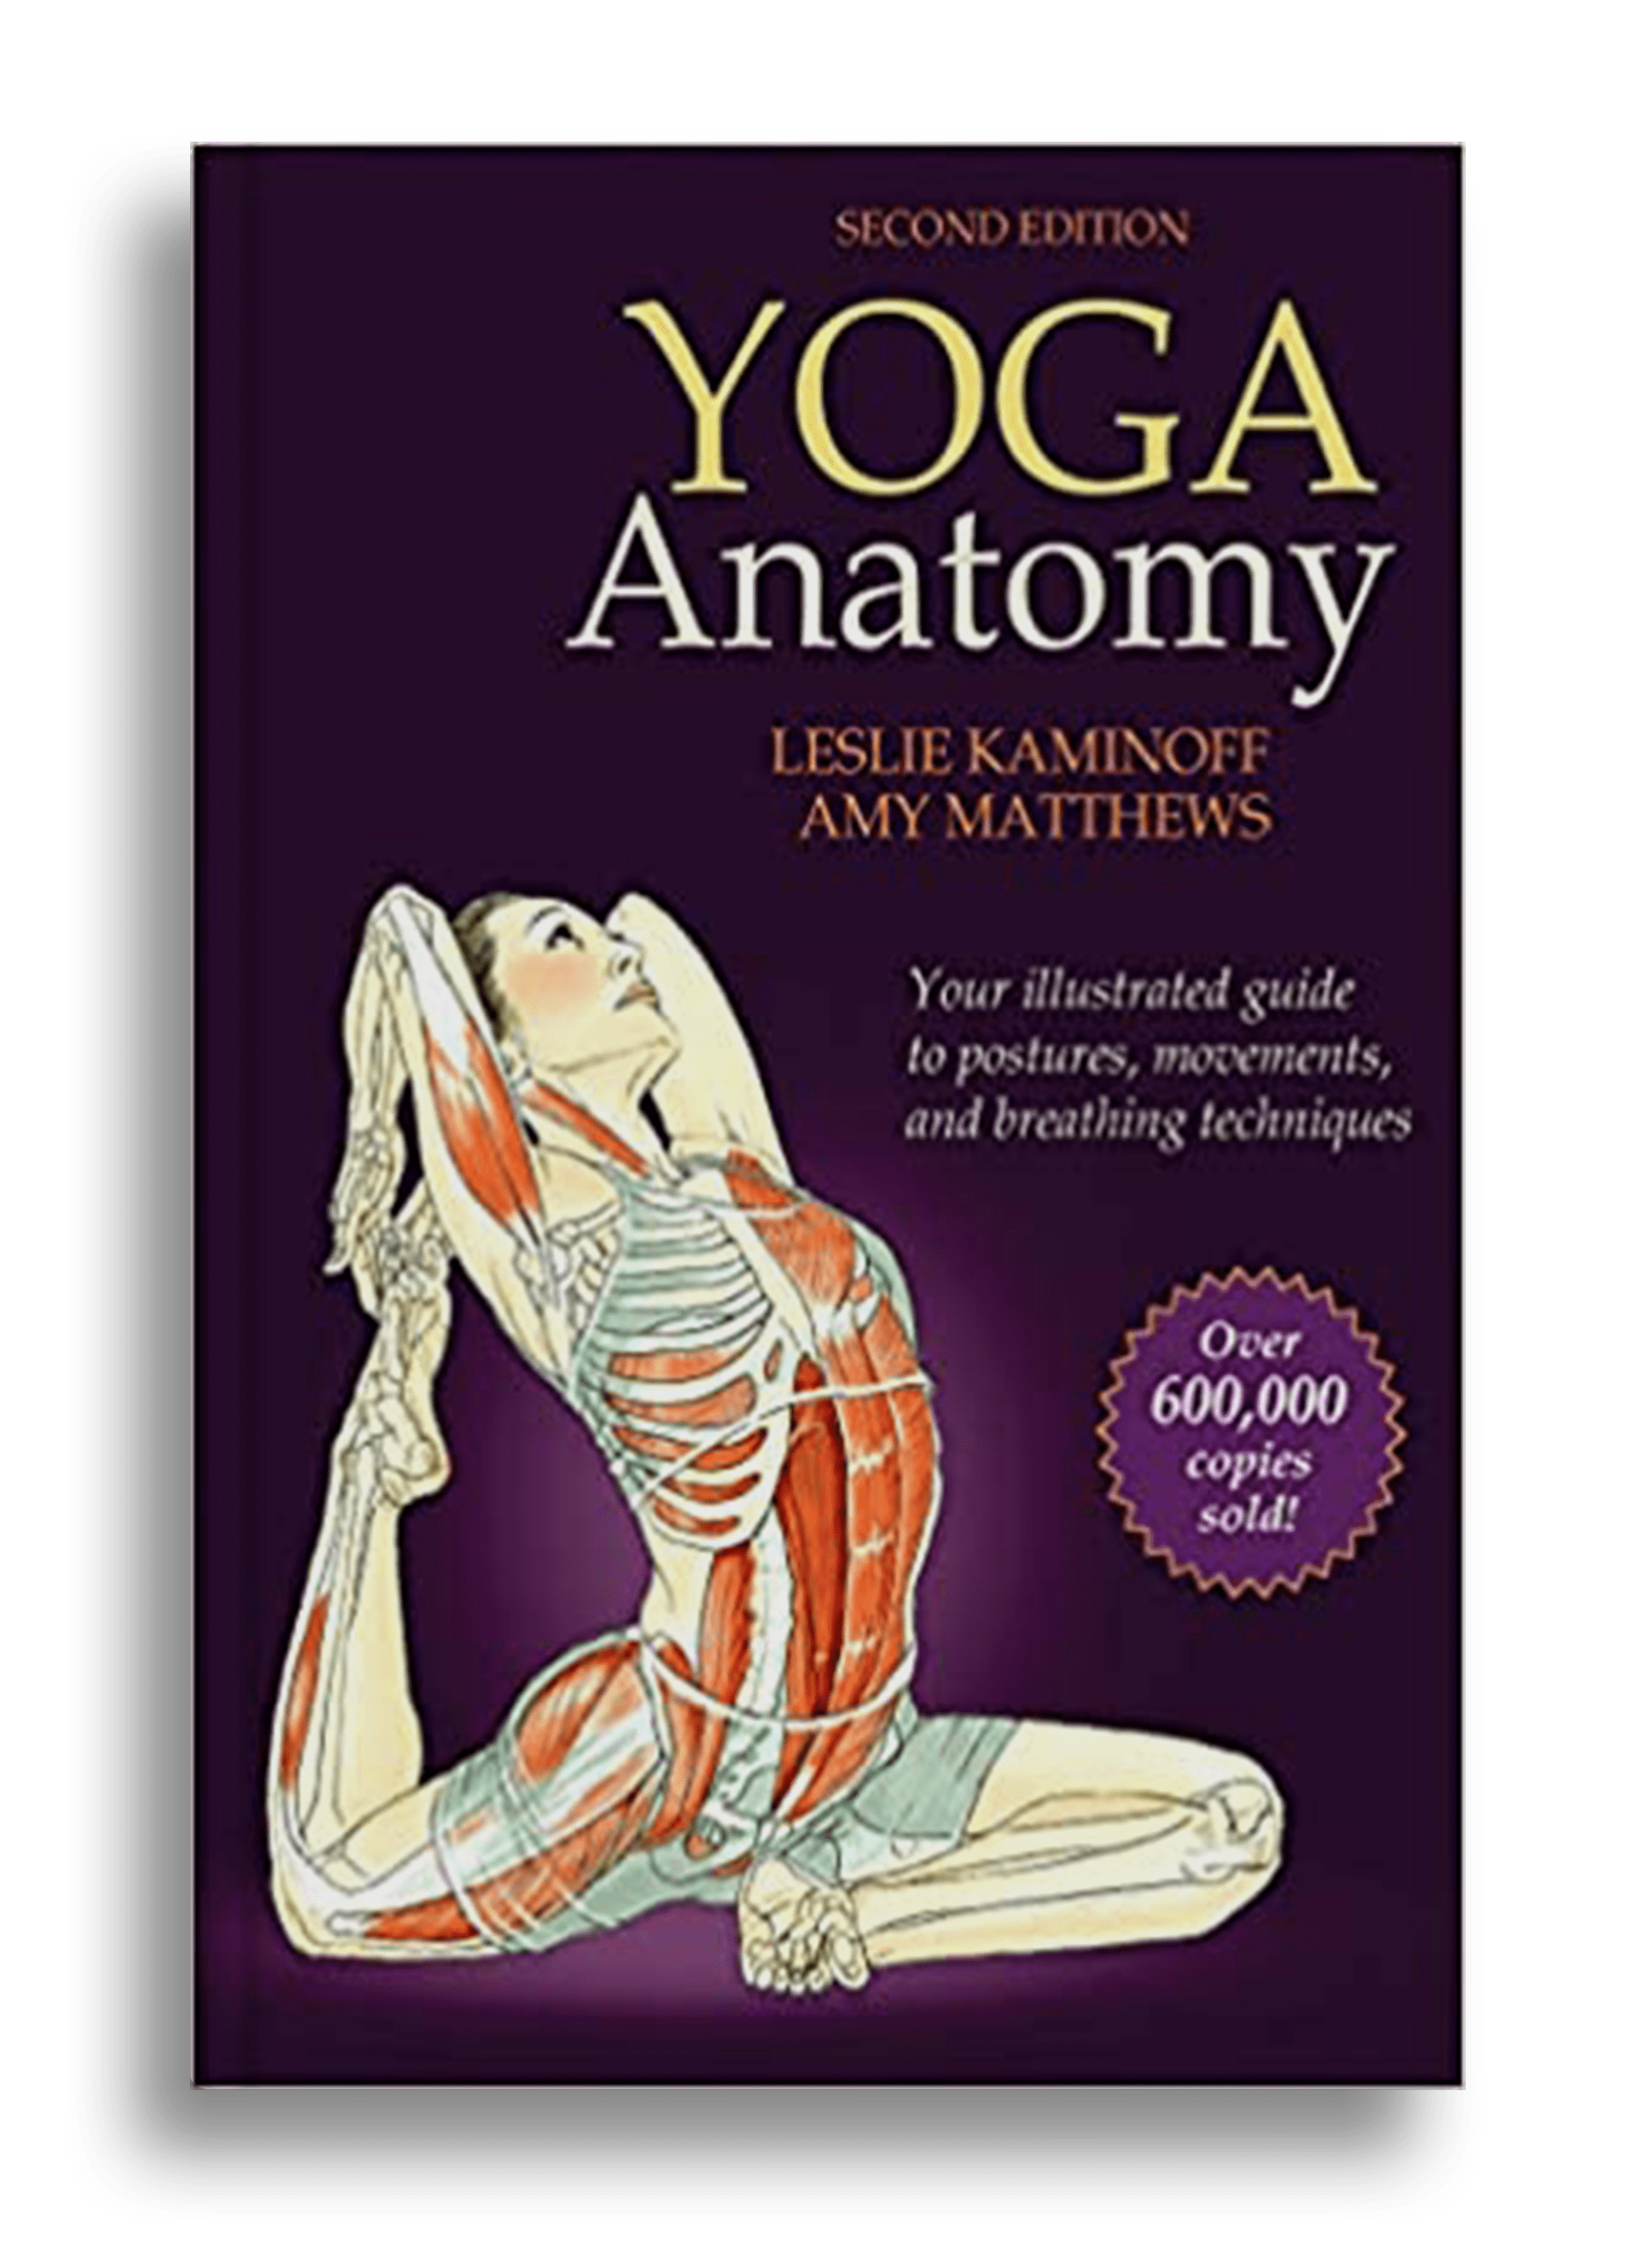 SECOND EDITION
YOGA
Anatomy
LESLIE KAMINOFF
AMY MATTHEWS
Your illustrated guide
to postures, movements,
and breathing techniques
Over
600,000
copies
sold!